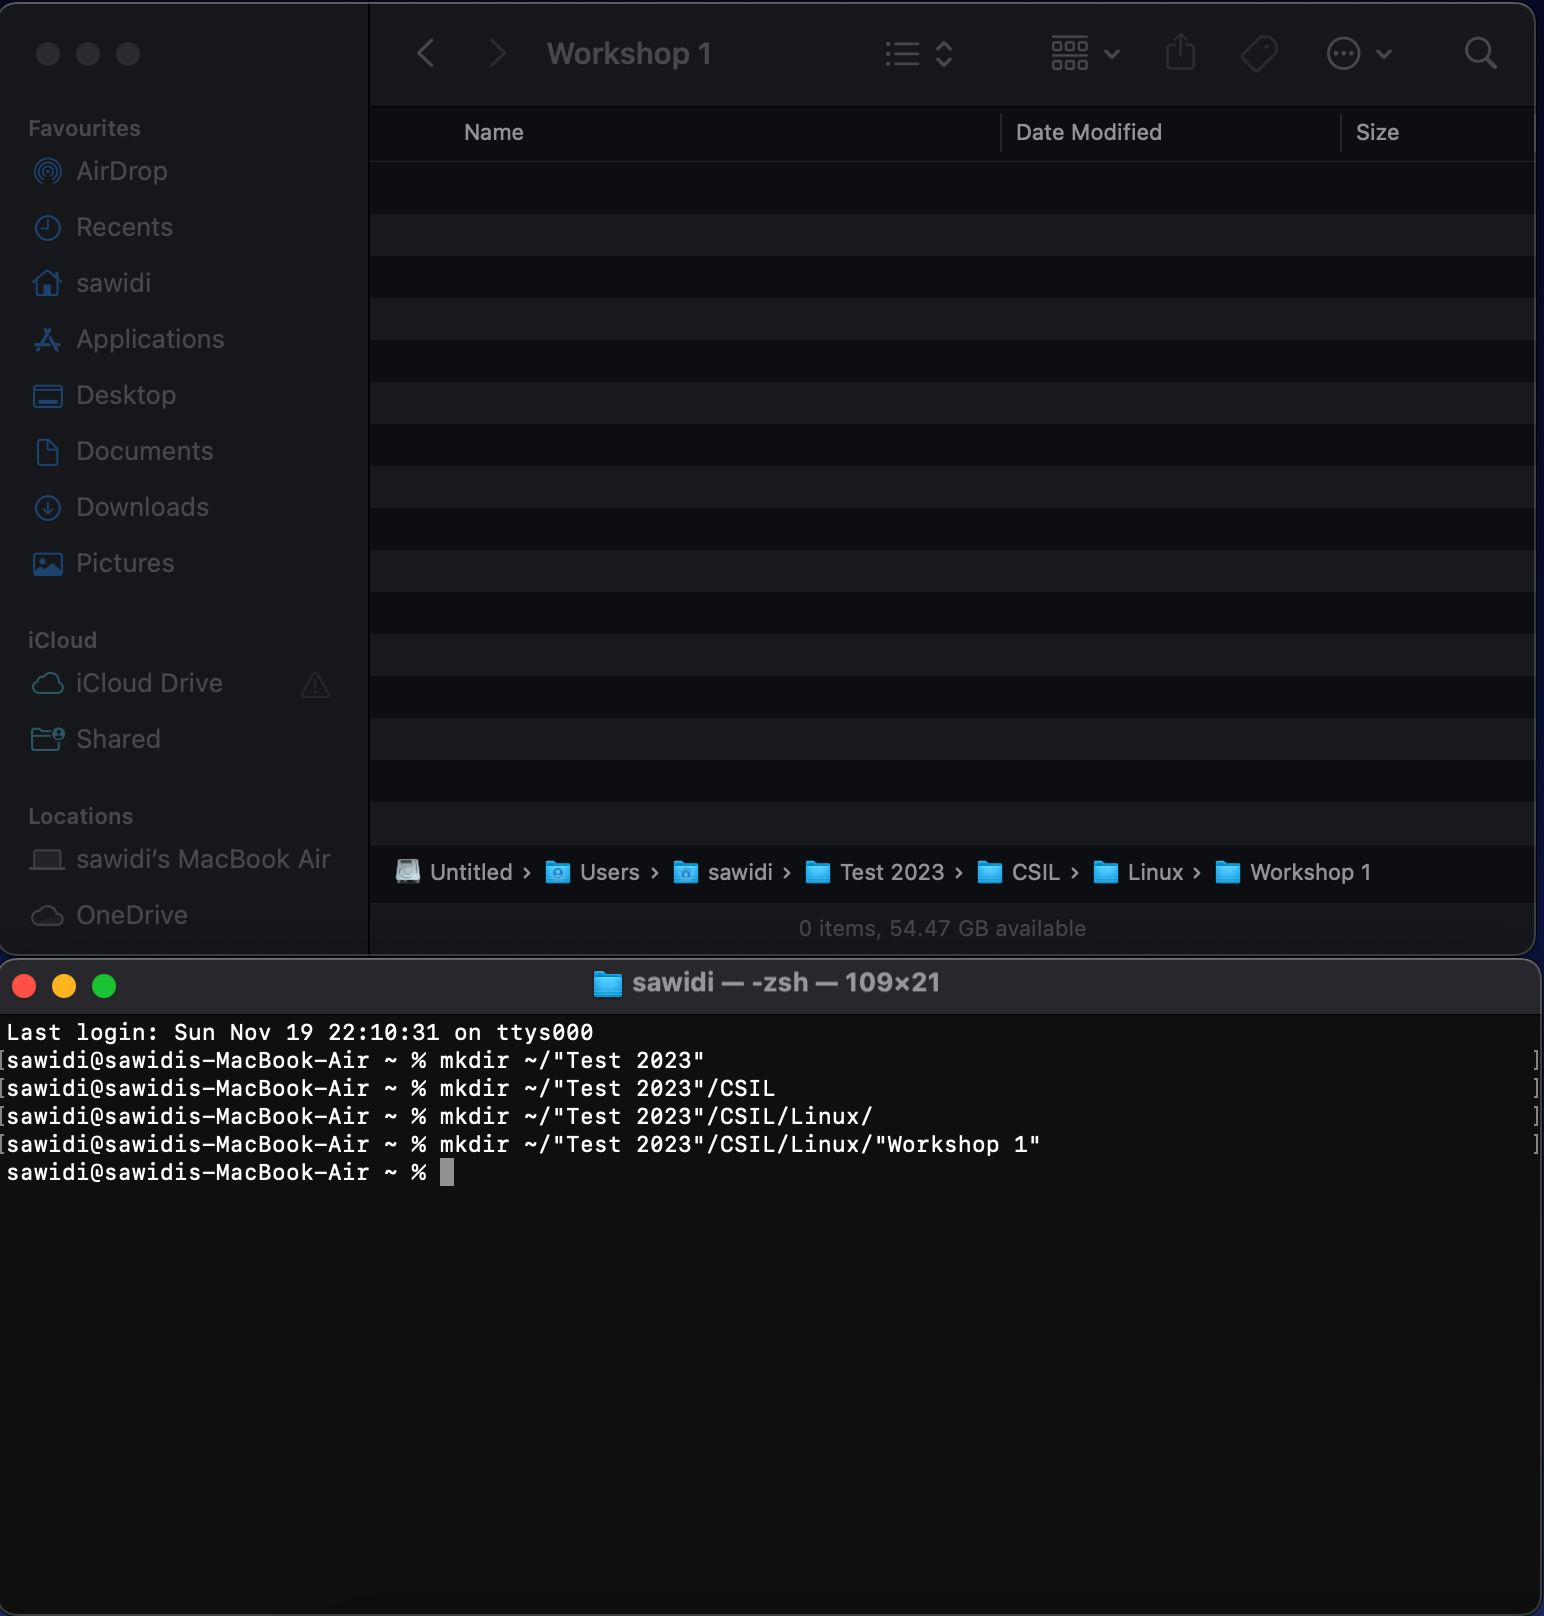 Workshop 1
Favourites
AirDrop
Recents
sawidi
Applications
Desktop
Documents
Downloads
Pictures
iCloud
iCloud Drive
Shared
Locations
sawidi’s MacBook Air
OneDrive
Name Date Modified Size
Untitled › Users › sawidi › Test 2023 › CSIL › Linux › Workshop 1
0 items, 54.47 GB available
sawidi — -zsh — 109×21
Last login: Sun Nov 19 22:10:31 on ttys000
[sawidi@sawidis-MacBook-Air ~ % mkdir ~/"Test 2023" ]
[sawidi@sawidis-MacBook-Air ~ % mkdir ~/"Test 2023"/CSIL ]
[sawidi@sawidis-MacBook-Air ~ % mkdir ~/"Test 2023"/CSIL/Linux/ ]
[sawidi@sawidis-MacBook-Air ~ % mkdir ~/"Test 2023"/CSIL/Linux/"Workshop 1" ]
sawidi@sawidis-MacBook-Air ~ %